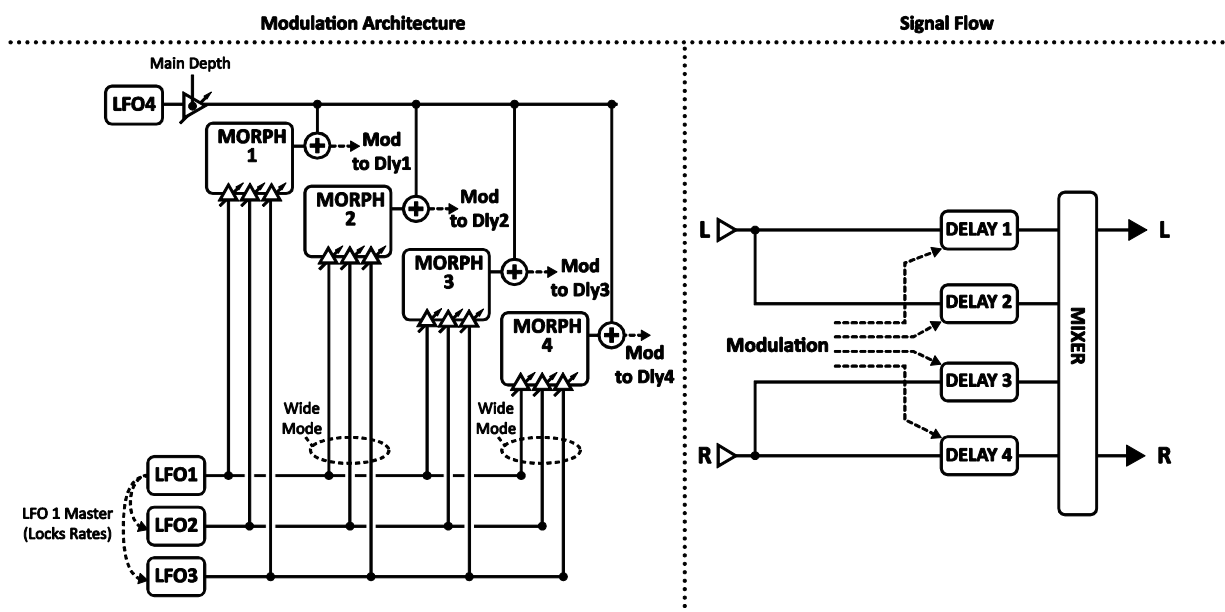 Modulation Architecture
Main Depth
LFO4
MORPH
1
Mod
to Dly1
MORPH
2
Mod
to Dly2
MORPH
3
Mod
to Dly3
MORPH
4
Mod
to Dly4
Wide
Mode
Wide
Mode
LFO1
LFO 1 Master
(Locks Rates)
LFO2
LFO3
Signal Flow
L
DELAY 1
L
DELAY 2
Modulation
MIXER
DELAY 3
R
DELAY 4
R